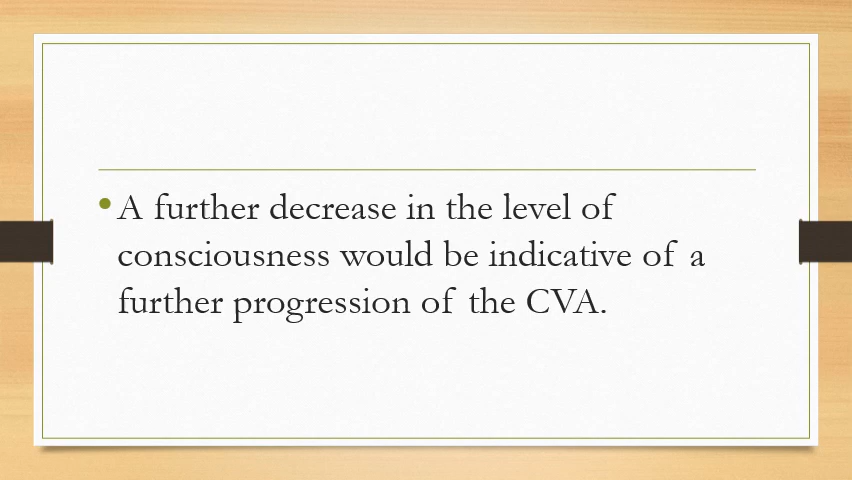 • A further decrease in the level of
consciousness would be indicative of a
further progression of the CVA.